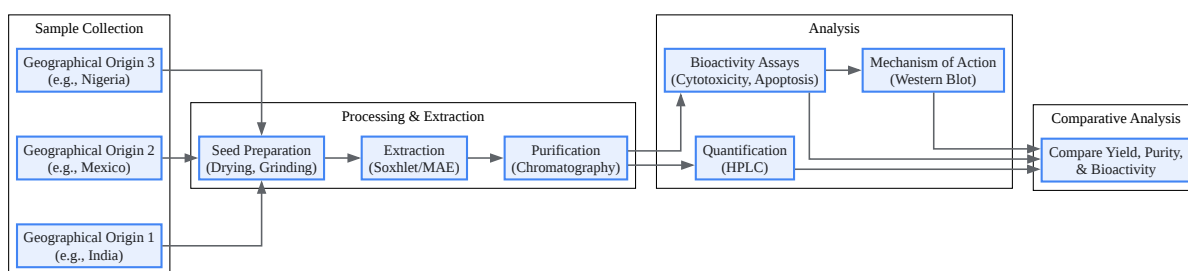 Sample Collection
Geographical Origin 3
(e.g., Nigeria)
Geographical Origin 2
(e.g., Mexico)
Geographical Origin 1
(e.g., India)
Processing & Extraction
Seed Preparation
(Drying, Grinding)
Extraction
(Soxhlet/MAE)
Purification
(Chromatography)
Analysis
Bioactivity Assays
(Cytotoxicity, Apoptosis)
Mechanism of Action
(Western Blot)
Quantification
(HPLC)
Comparative Analysis
Compare Yield, Purity,
& Bioactivity